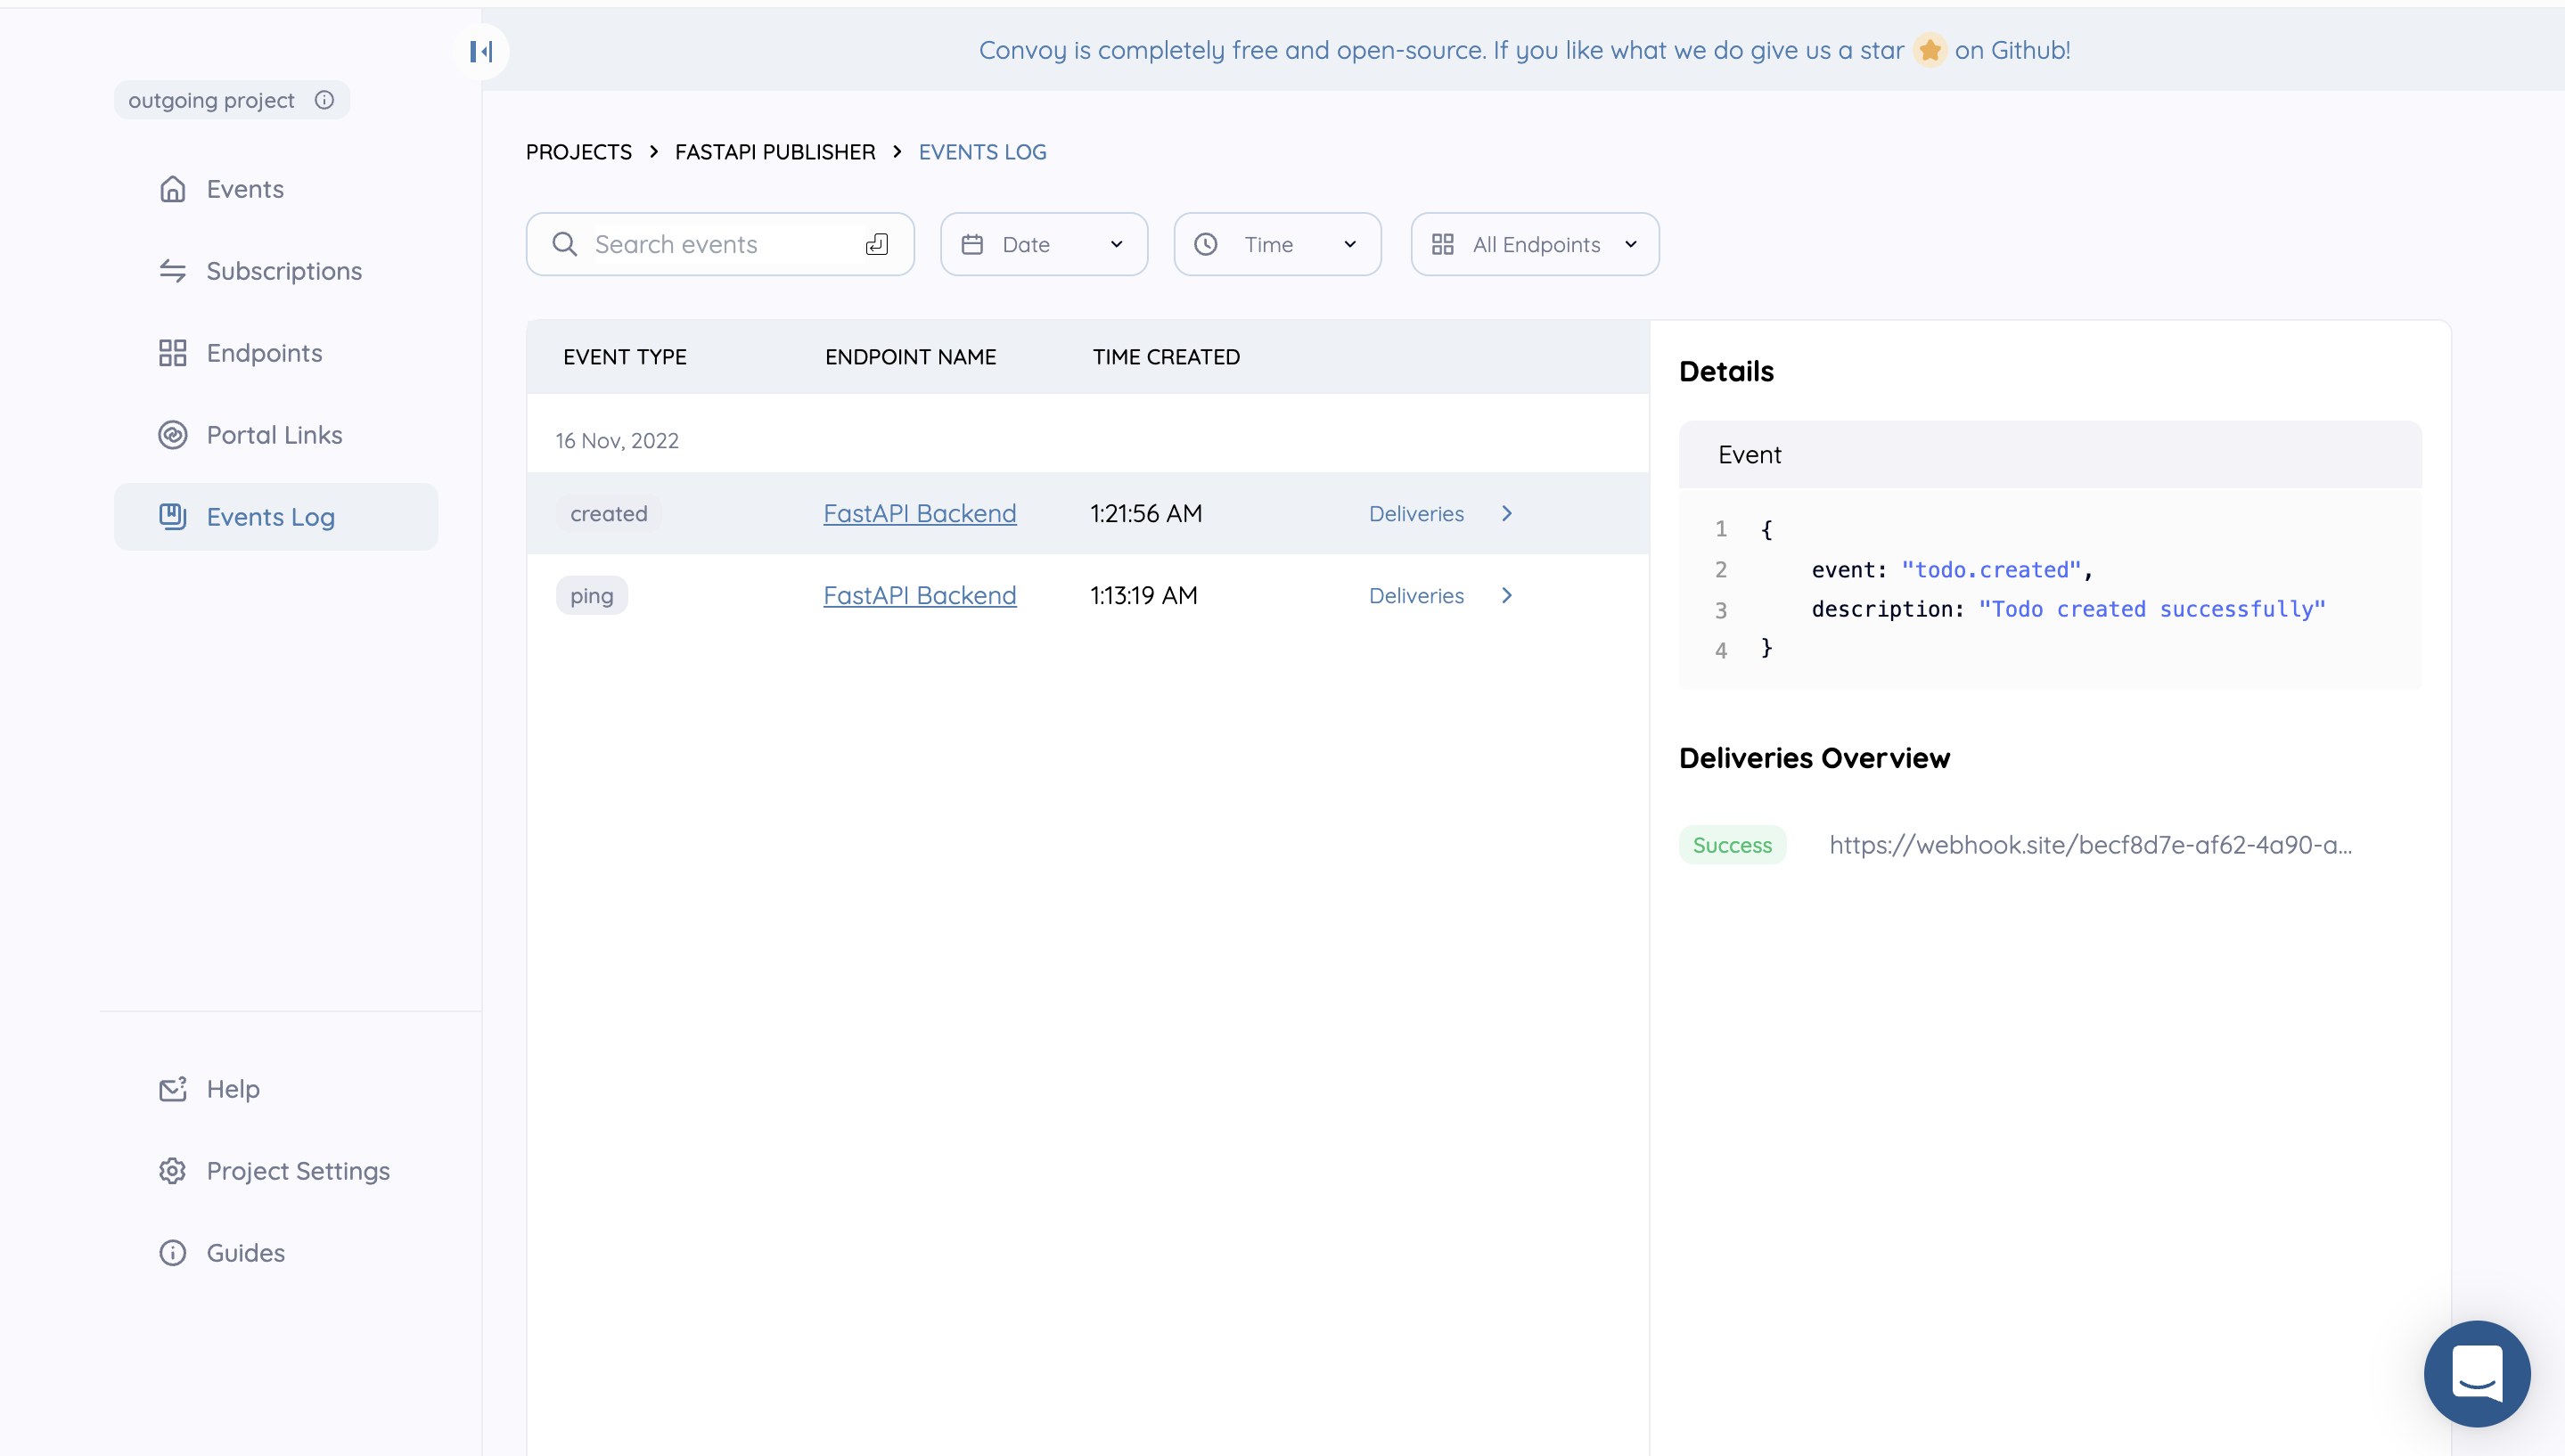 Convoy is completely free and open-source. If you like what we do give us a star ⭐ on Github!
outgoing project
Events
Subscriptions
Endpoints
Portal Links
Events Log
Help
Project Settings
Guides
PROJECTS > FASTAPI PUBLISHER > EVENTS LOG
Search events Date Time All Endpoints
EVENT TYPE ENDPOINT NAME TIME CREATED
16 Nov, 2022
created FastAPI Backend 1:21:56 AM Deliveries
ping FastAPI Backend 1:13:19 AM Deliveries
Details
Event
1 {
2 event: "todo.created",
3 description: "Todo created successfully"
4 }
Deliveries Overview
Success https://webhook.site/becf8d7e-af62-4a90-a...